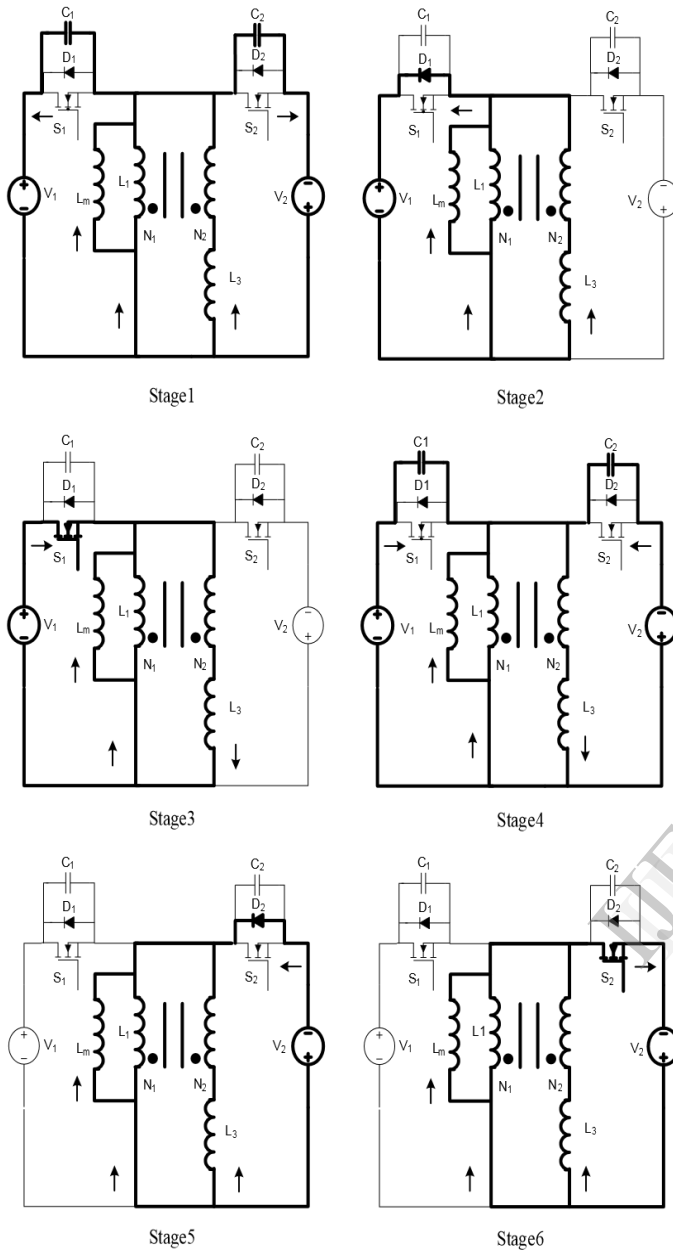 C1 C2
D1 D2
S1 S2
V1 Lm L1 V2
N1 N2
L3
Stage1
C1 C2
D1 D2
S1 S2
V1 Lm L1 V2
N1 N2
L3
Stage2
C1 C2
D1 D2
S1 S2
V1 Lm L1 V2
N1 N2
L3
Stage3
C1 C2
D1 D2
S1 S2
V1 Lm L1 V2
N1 N2
L3
Stage4
C1 C2
D1 D2
S1 S2
V1 Lm L1 V2
N1 N2
L3
Stage5
C1 C2
D1 D2
S1 S2
V1 Lm L1 V2
N1 N2
L3
Stage6